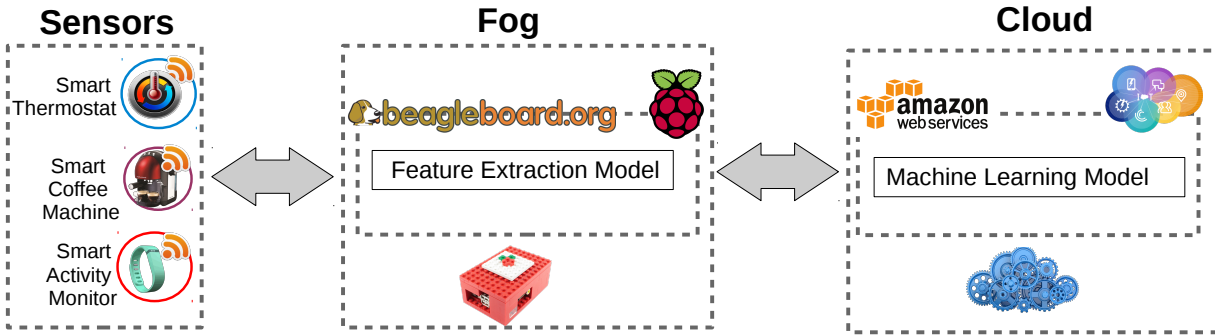 Sensors
Fog
Cloud
Smart
Thermostat
Smart
Coffee
Machine
Smart
Activity
Monitor
beagleboard.org
Feature Extraction Model
amazon
webservices
Machine Learning Model